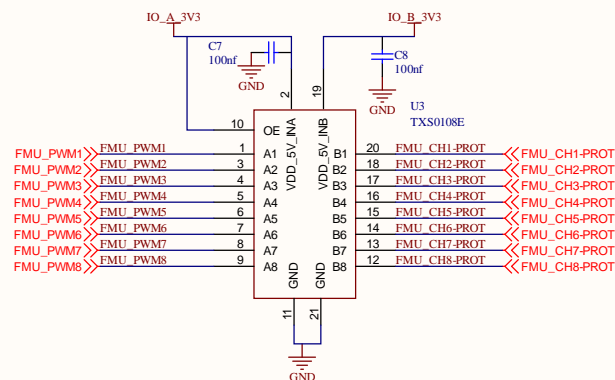 IO_A_3V3
IO_B_3V3
C7
100nf
GND
C8
100nf
GND
2
19
U3
TXS0108E
10
OE
VDD_5V_INA
VDD_5V_INB
FMU_PWM1 FMU_PWM1 1 A1 B1 20 FMU_CH1-PROT FMU_CH1-PROT
FMU_PWM2 FMU_PWM2 3 A2 B2 18 FMU_CH2-PROT FMU_CH2-PROT
FMU_PWM3 FMU_PWM3 4 A3 B3 17 FMU_CH3-PROT FMU_CH3-PROT
FMU_PWM4 FMU_PWM4 5 A4 B4 16 FMU_CH4-PROT FMU_CH4-PROT
FMU_PWM5 FMU_PWM5 6 A5 B5 15 FMU_CH5-PROT FMU_CH5-PROT
FMU_PWM6 FMU_PWM6 7 A6 B6 14 FMU_CH6-PROT FMU_CH6-PROT
FMU_PWM7 FMU_PWM7 8 A7 B7 13 FMU_CH7-PROT FMU_CH7-PROT
FMU_PWM8 FMU_PWM8 9 A8 B8 12 FMU_CH8-PROT FMU_CH8-PROT
GND
GND
11
21
GND